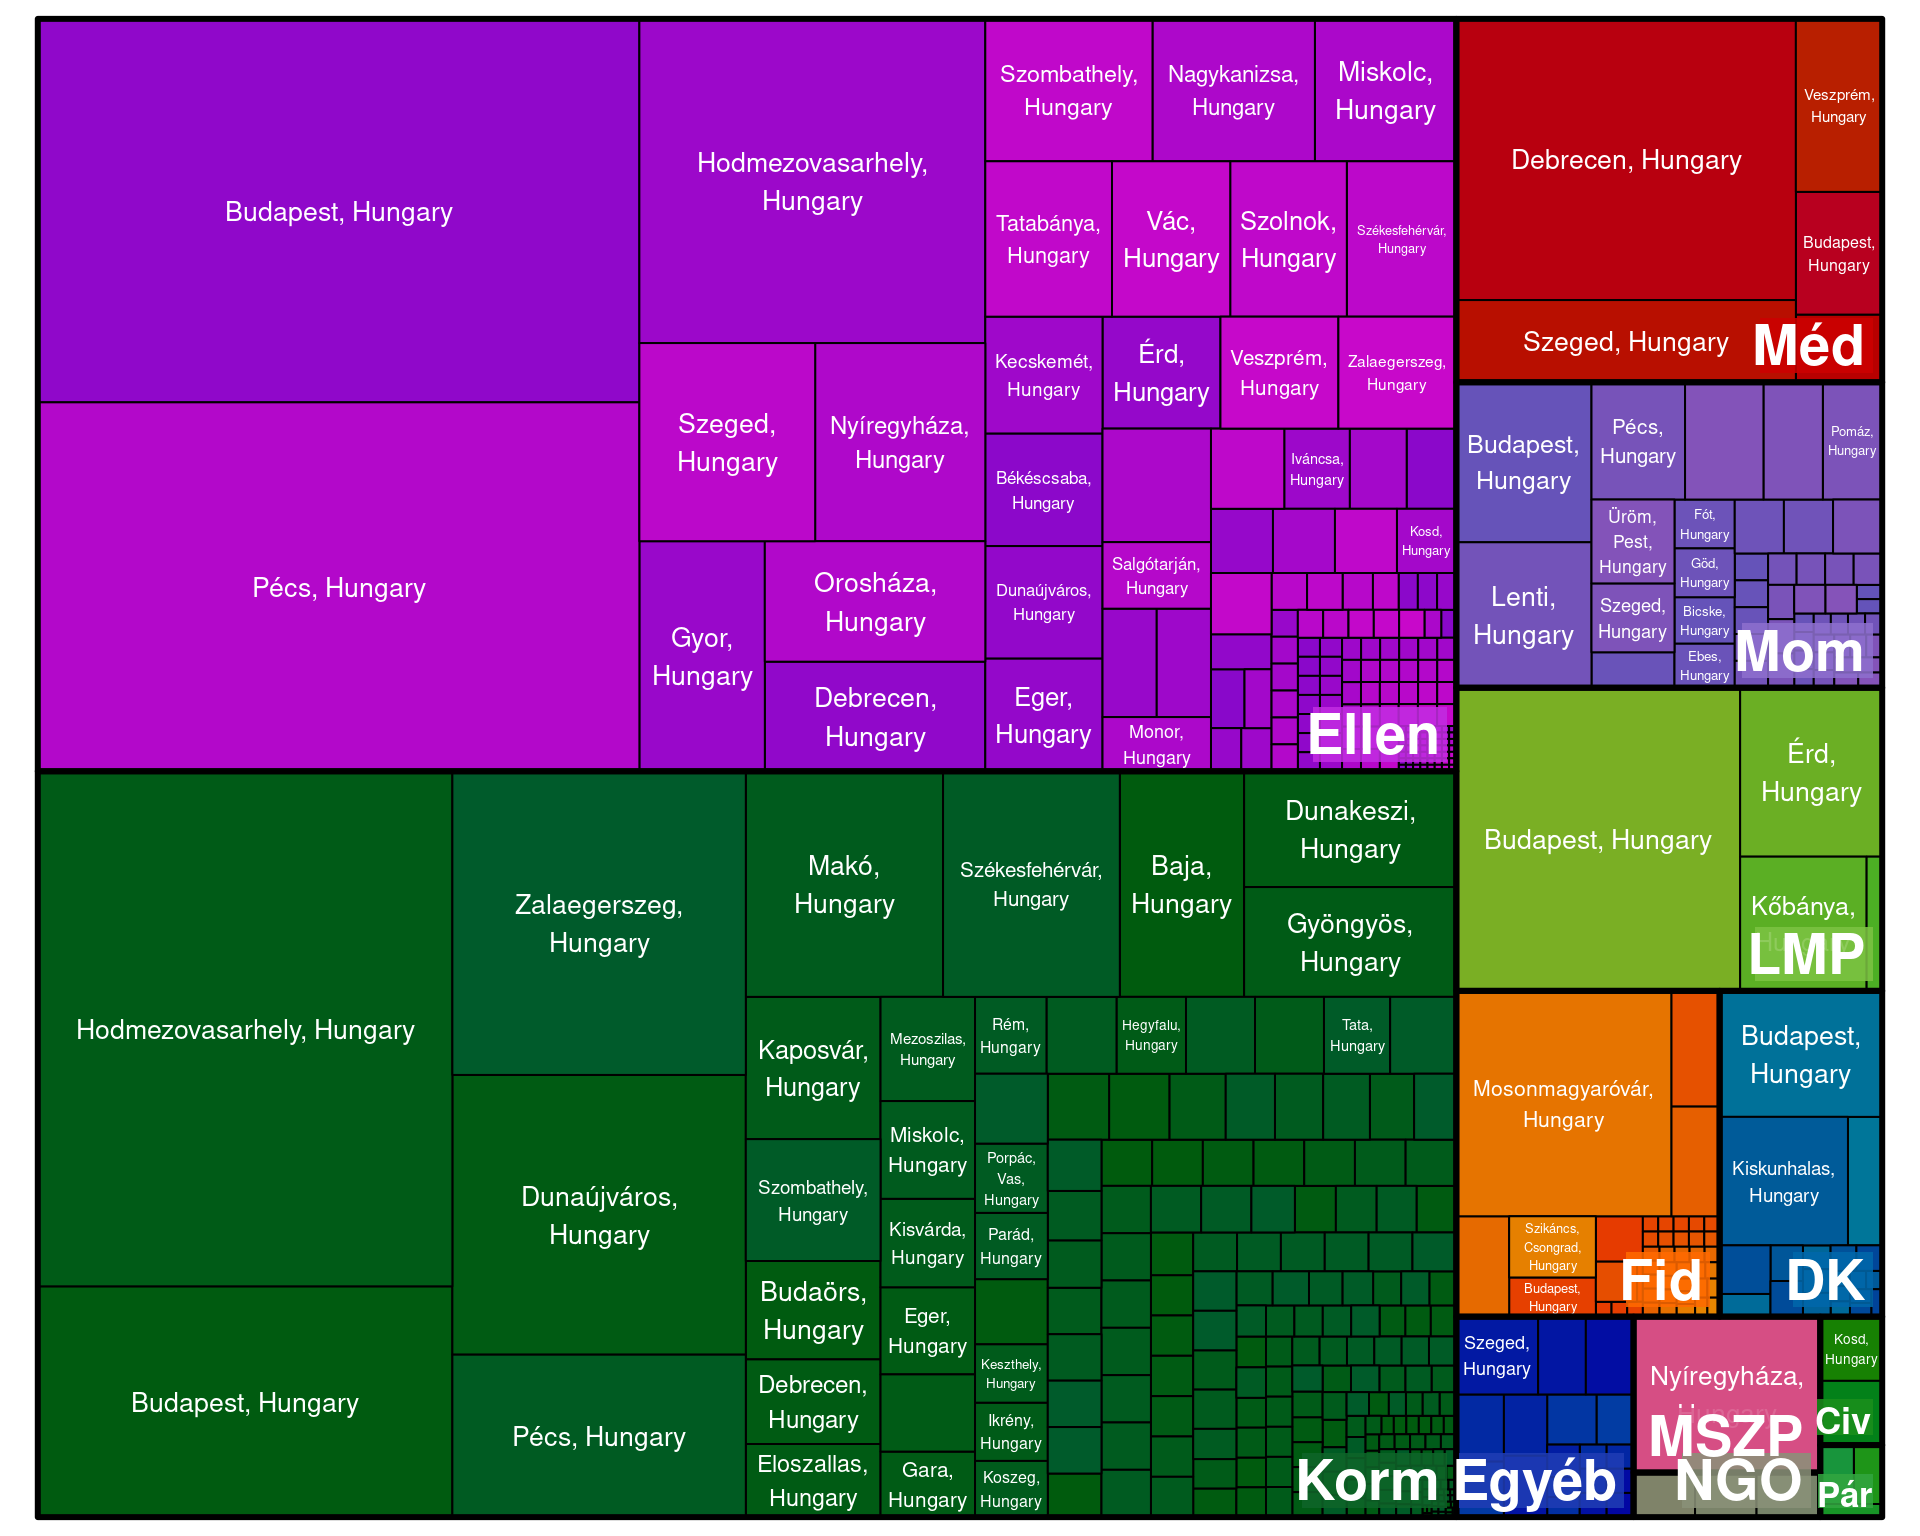 Budapest, Hungary
Pécs, Hungary
Hodmezovasarhely,
Hungary
Szeged,
Hungary
Nyíregyháza,
Hungary
Gyor,
Hungary
Orosháza,
Hungary
Debrecen,
Hungary
Szombathely,
Hungary
Nagykanizsa,
Hungary
Miskolc,
Hungary
Tatabánya,
Hungary
Vác,
Hungary
Szolnok,
Hungary
Székesfehérvár,
Hungary
Kecskemét,
Hungary
Érd,
Hungary
Veszprém,
Hungary
Zalaegerszeg,
Hungary
Békéscsaba,
Hungary
Iváncsa,
Hungary
Kosd,
Hungary
Dunaújváros,
Hungary
Salgótarján,
Hungary
Eger,
Hungary
Monor,
Hungary
Ellen
Debrecen, Hungary
Veszprém,
Hungary
Budapest,
Hungary
Szeged, Hungary
Méd
Budapest,
Hungary
Pécs,
Hungary
Pomáz,
Hungary
Lenti,
Hungary
Üröm,
Pest,
Hungary
Szeged,
Hungary
Fót,
Hungary
Göd,
Hungary
Bicske,
Hungary
Ebes,
Hungary
Mom
Budapest, Hungary
Érd,
Hungary
Kőbánya,
Hungary
LMP
Hodmezovasarhely, Hungary
Budapest, Hungary
Zalaegerszeg,
Hungary
Dunaújváros,
Hungary
Pécs, Hungary
Makó,
Hungary
Székesfehérvár,
Hungary
Baja,
Hungary
Dunakeszi,
Hungary
Gyöngyös,
Hungary
Kaposvár,
Hungary
Szombathely,
Hungary
Budaörs,
Hungary
Debrecen,
Hungary
Eloszallas,
Hungary
Mezoszilas,
Hungary
Miskolc,
Hungary
Kisvárda,
Hungary
Eger,
Hungary
Gara,
Hungary
Rém,
Hungary
Hegyfalu,
Hungary
Tata,
Hungary
Porpác,
Vas,
Hungary
Parád,
Hungary
Keszthely,
Hungary
Ikrény,
Hungary
Koszeg,
Hungary
Korm
Mosonmagyaróvár,
Hungary
Szikáncs,
Csongrad,
Hungary
Budapest,
Hungary
Fid
Budapest,
Hungary
Kiskunhalas,
Hungary
DK
Szeged,
Hungary
Egyéb
Nyíregyháza,
Hungary
MSZP
NGO
Kosd,
Hungary
Civ
Pár